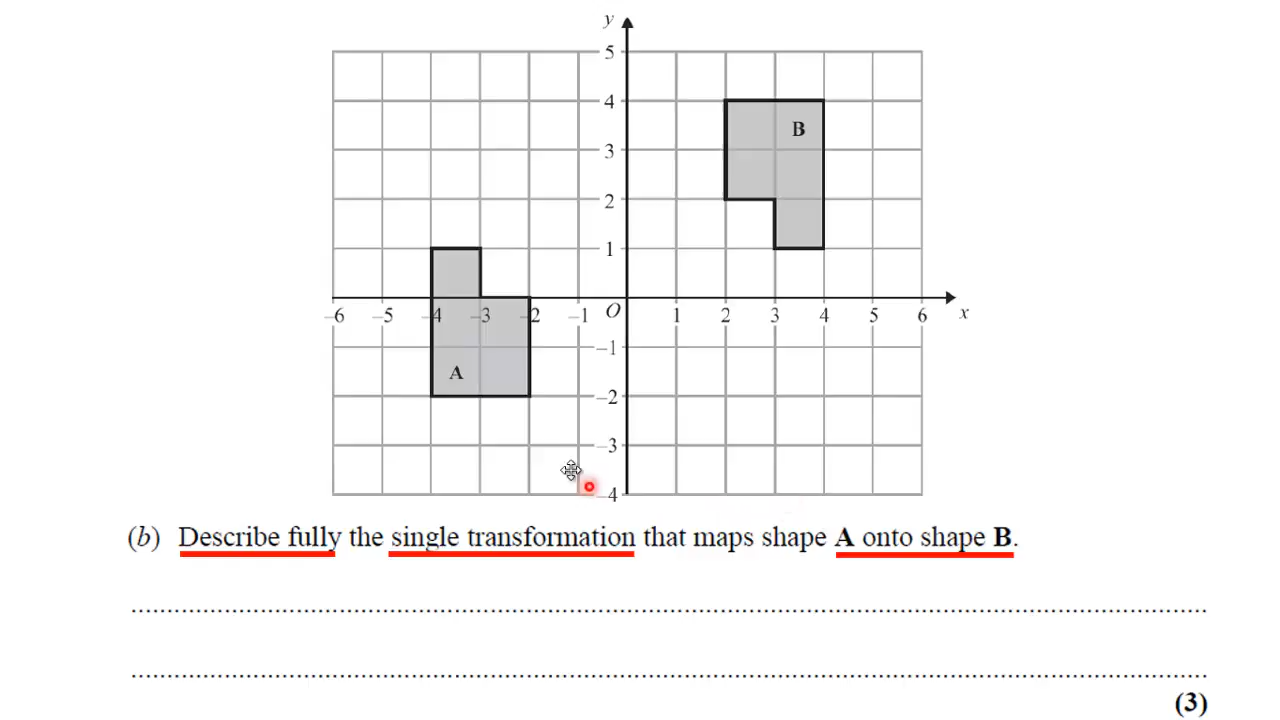 y
5
4
B
3
2
1
–6 –5 –4 –3 –2 –1 O 1 2 3 4 5 6 x
–1
A
–2
–3
–4
(b) Describe fully the single transformation that maps shape A onto shape B.
................................................................................
................................................................................
(3)